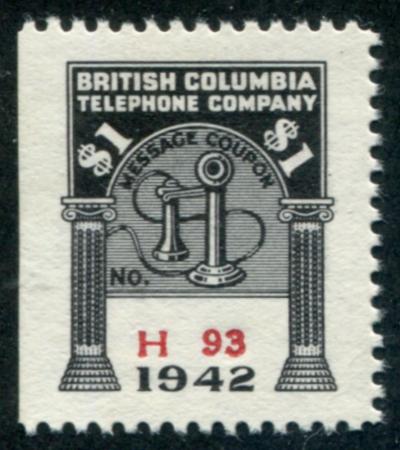 BRITISH COLUMBIA
TELEPHONE COMPANY
$1 $1
MESSAGE COUPON
NO.
H 93
1942